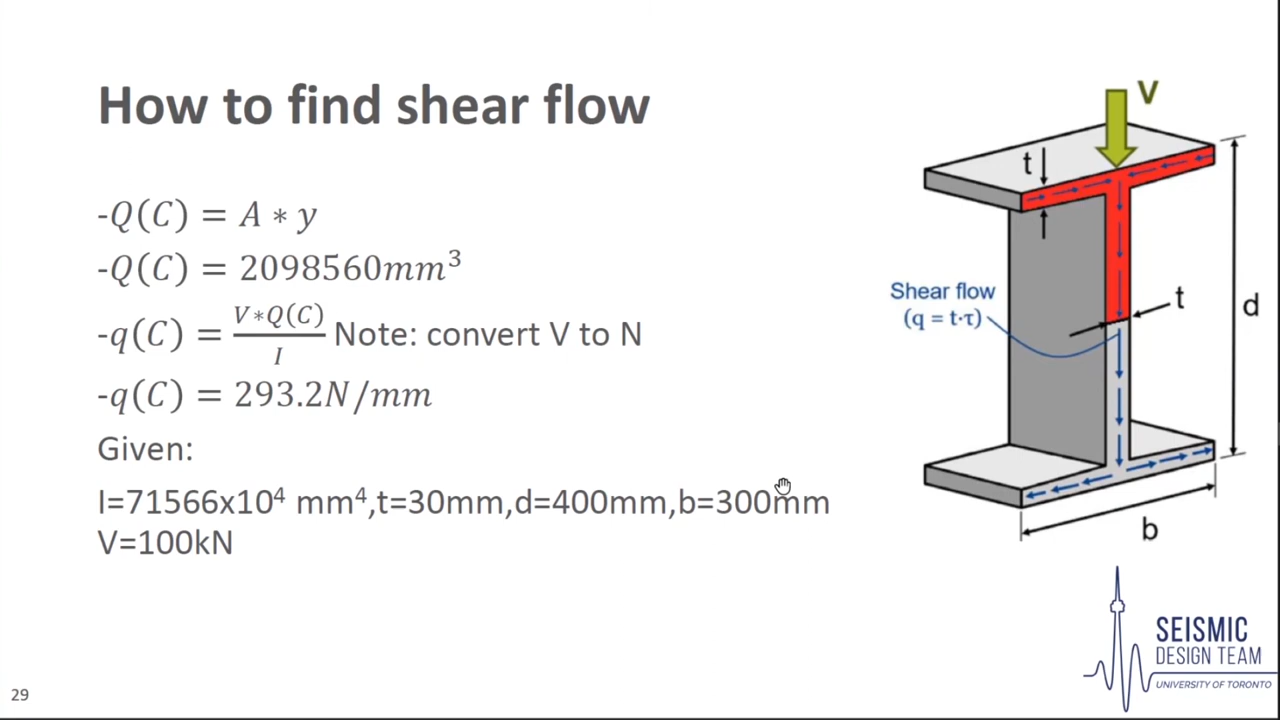 How to find shear flow
-Q(C) = A ∗ y
-Q(C) = 2098560mm³
-q(C) = V∗Q(C)/I Note: convert V to N
-q(C) = 293.2N/mm
Given:
I=71566x10⁴ mm⁴,t=30mm,d=400mm,b=300mm
V=100kN
V
t
Shear flow
(q = t·τ)
t
d
b
SEISMIC
DESIGN TEAM
UNIVERSITY OF TORONTO
29